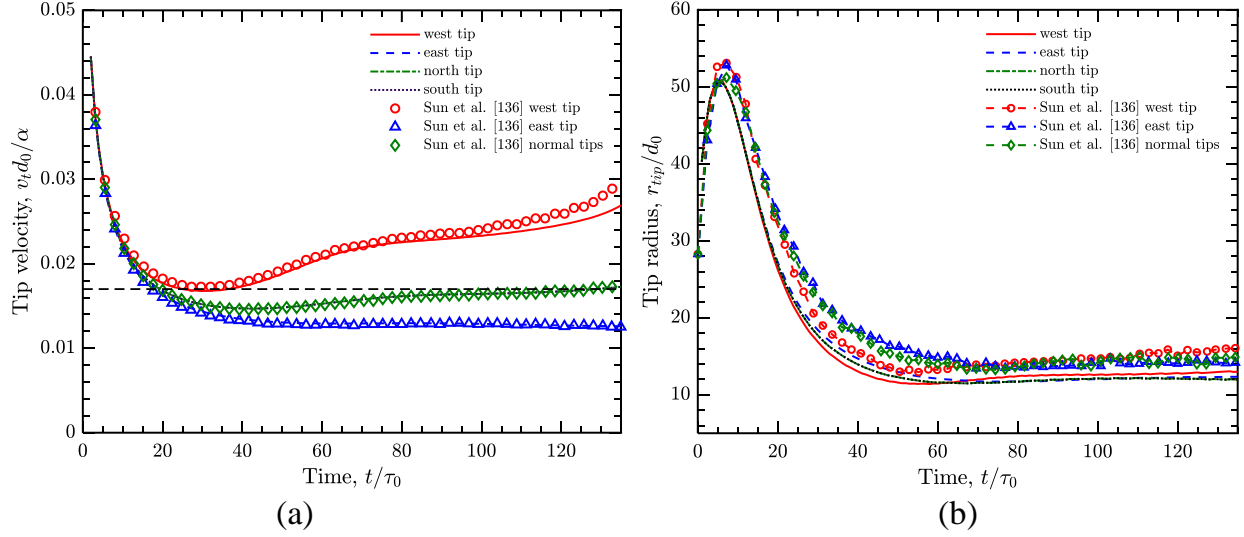 0.05
0.04
0.03
0.02
0.01
0
Tip velocity, v_t d_0/α
west tip
east tip
north tip
south tip
Sun et al. [136] west tip
Sun et al. [136] east tip
Sun et al. [136] normal tips
0 20 40 60 80 100 120
Time, t/τ_0
(a)
60
50
40
30
20
10
Tip radius, r_tip/d_0
west tip
east tip
north tip
south tip
Sun et al. [136] west tip
Sun et al. [136] east tip
Sun et al. [136] normal tips
0 20 40 60 80 100 120
Time, t/τ_0
(b)